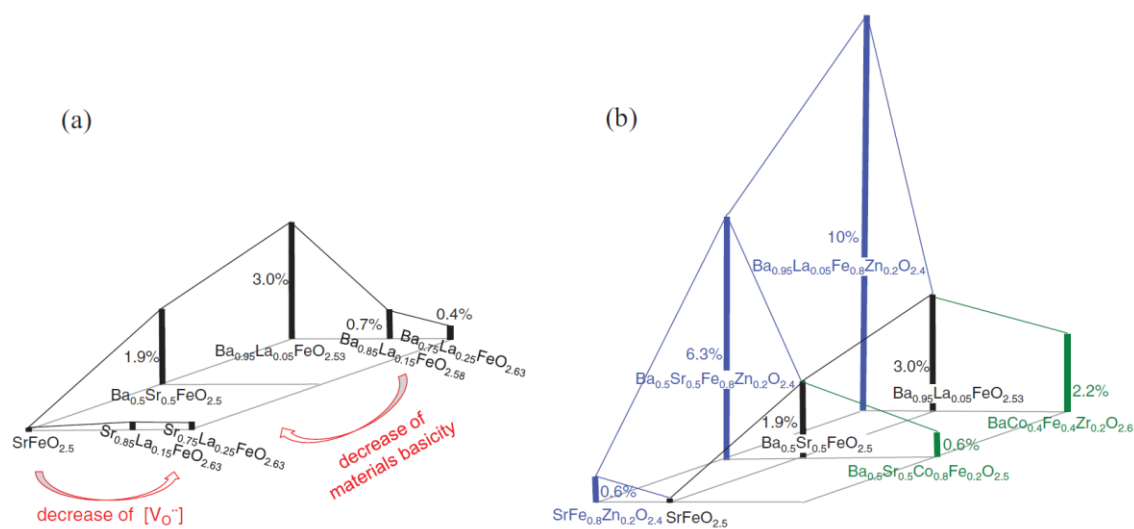 (a)
3.0%
0.4%
0.7%
1.9%
Ba0.95La0.05FeO2.53
Ba0.85La0.15FeO2.58
Ba0.75La0.25FeO2.63
Ba0.5Sr0.5FeO2.5
SrFeO2.5
Sr0.85La0.15FeO2.63
Sr0.75La0.25FeO2.63
decrease of [VO¨]
decrease of
materials basicity
(b)
10%
Ba0.95La0.05Fe0.8Zn0.2O2.4
6.3%
Ba0.5Sr0.5Fe0.8Zn0.2O2.4
3.0%
Ba0.95La0.05FeO2.53
2.2%
BaCo0.4Fe0.4Zr0.2O2.6
1.9%
Ba0.5Sr0.5FeO2.5
0.6%
Ba0.5Sr0.5Co0.8Fe0.2O2.5
0.6%
SrFe0.8Zn0.2O2.4
SrFeO2.5